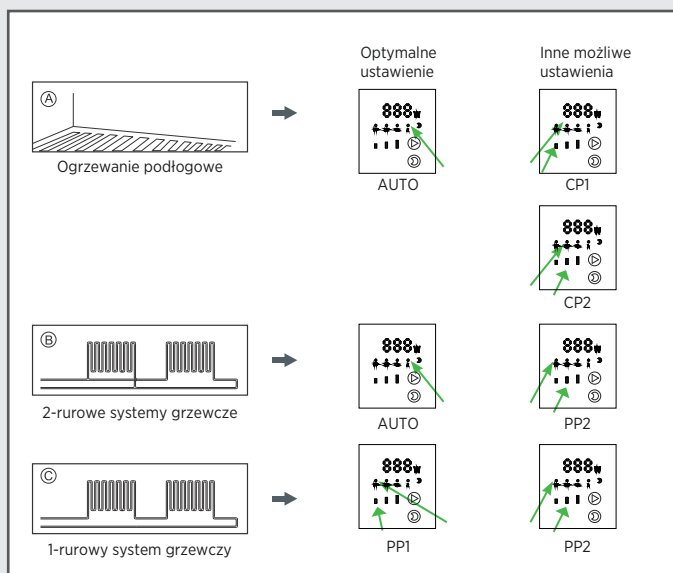 Optymalne
ustawienie
Inne możliwe
ustawienia
A
888W
888W
Ogrzewanie podłogowe
AUTO
CP1
888W
CP2
B
888W
888W
2-rurowe systemy grzewcze
AUTO
PP2
C
888W
888W
1-rurowy system grzewczy
PP1
PP2